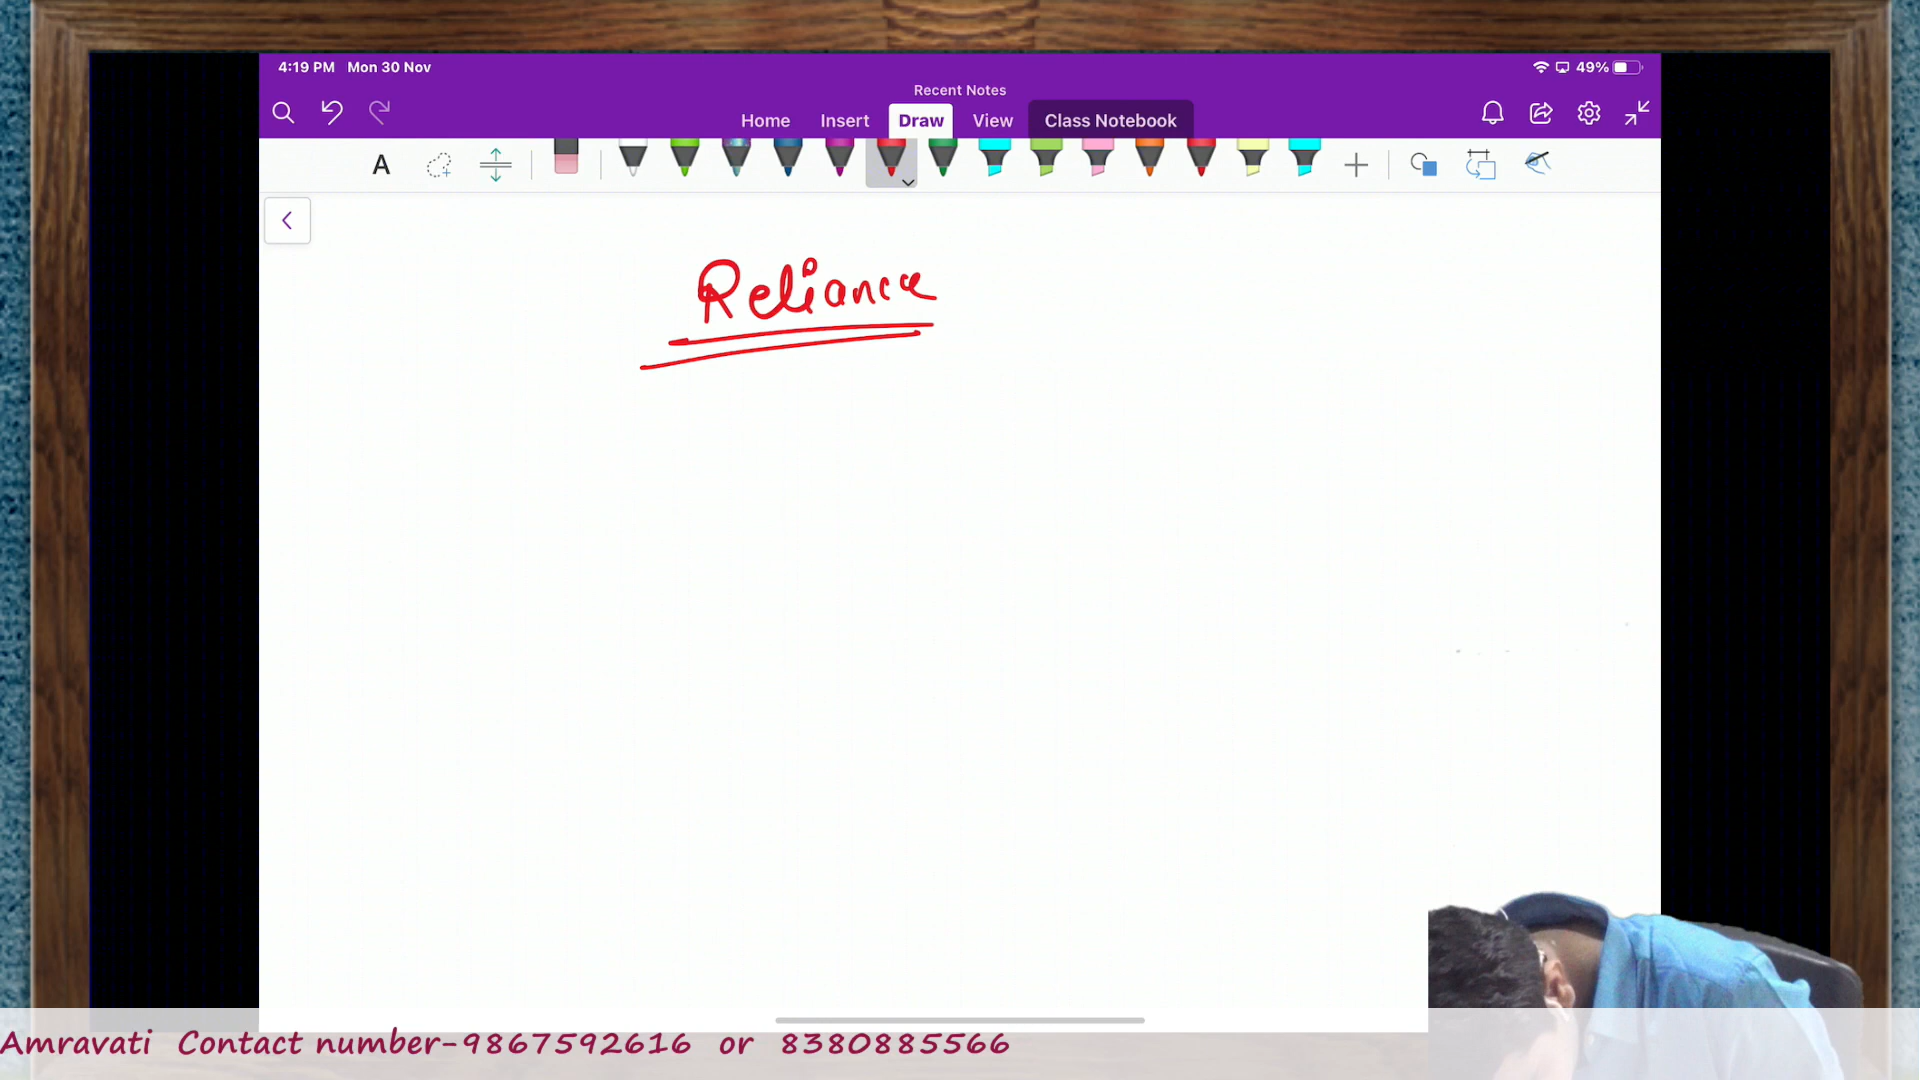 4:19 PM Mon 30 Nov
49%
Recent Notes
Home Insert Draw View Class Notebook
A
Reliance
Amravati Contact number-9867592616 or 8380885566